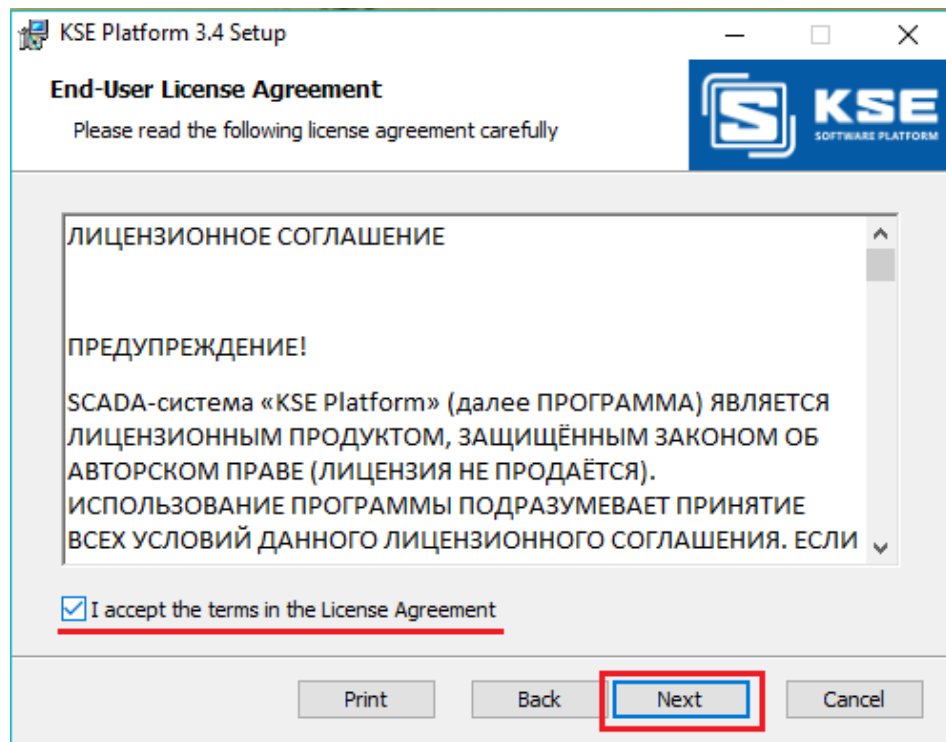 KSE Platform 3.4 Setup
End-User License Agreement
Please read the following license agreement carefully
S KSE
SOFTWARE PLATFORM
ЛИЦЕНЗИОННОЕ СОГЛАШЕНИЕ
ПРЕДУПРЕЖДЕНИЕ!
SCADA-система «KSE Platform» (далее ПРОГРАММА) ЯВЛЯЕТСЯ
ЛИЦЕНЗИОННЫМ ПРОДУКТОМ, ЗАЩИЩЁННЫМ ЗАКОНОМ ОБ
АВТОРСКОМ ПРАВЕ (ЛИЦЕНЗИЯ НЕ ПРОДАЁТСЯ).
ИСПОЛЬЗОВАНИЕ ПРОГРАММЫ ПОДРАЗУМЕВАЕТ ПРИНЯТИЕ
ВСЕХ УСЛОВИЙ ДАННОГО ЛИЦЕНЗИОННОГО СОГЛАШЕНИЯ. ЕСЛИ
I accept the terms in the License Agreement
Print Back Next Cancel